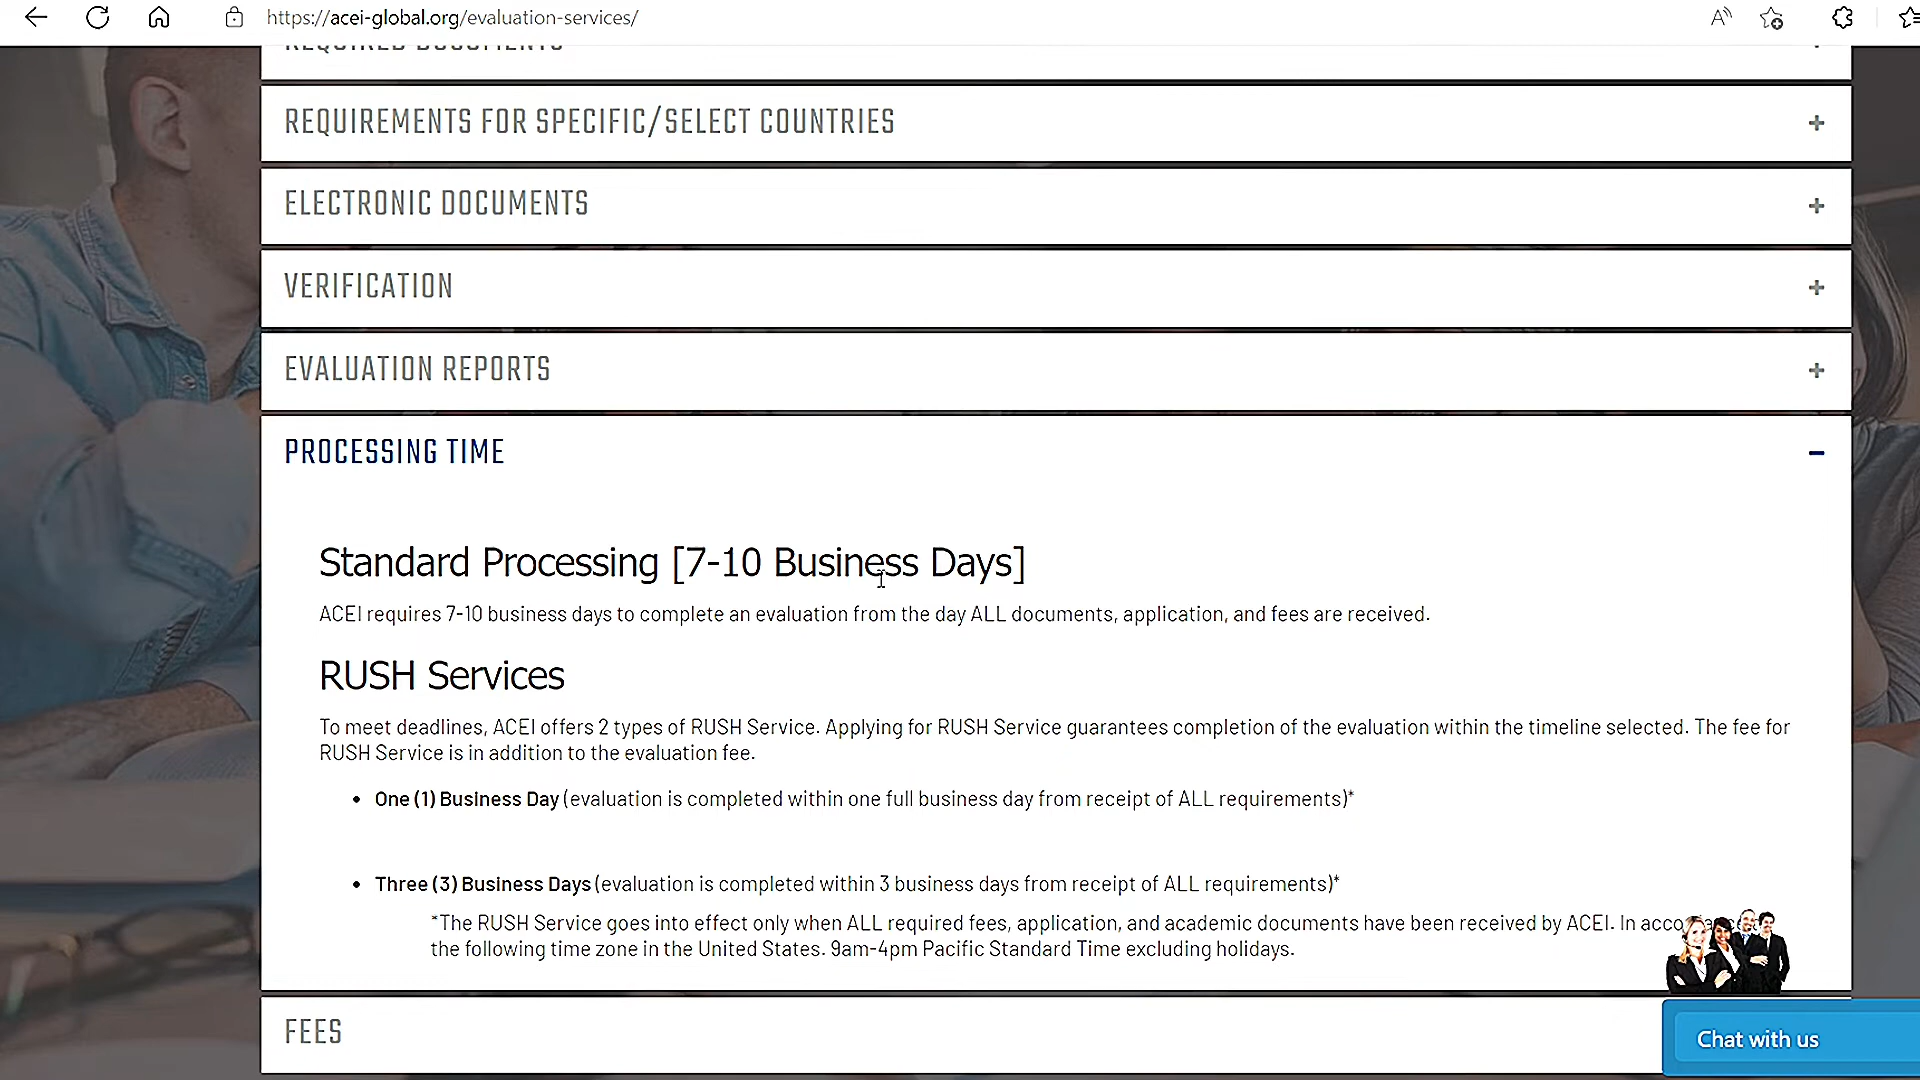 https://acei-global.org/evaluation-services/
REQUIRED DOCUMENTS
REQUIREMENTS FOR SPECIFIC/SELECT COUNTRIES
ELECTRONIC DOCUMENTS
VERIFICATION
EVALUATION REPORTS
PROCESSING TIME
Standard Processing [7-10 Business Days]
ACEI requires 7-10 business days to complete an evaluation from the day ALL documents, application, and fees are received.
RUSH Services
To meet deadlines, ACEI offers 2 types of RUSH Service. Applying for RUSH Service guarantees completion of the evaluation within the timeline selected. The fee for
RUSH Service is in addition to the evaluation fee.
• One (1) Business Day (evaluation is completed within one full business day from receipt of ALL requirements)*
• Three (3) Business Days (evaluation is completed within 3 business days from receipt of ALL requirements)*
*The RUSH Service goes into effect only when ALL required fees, application, and academic documents have been received by ACEI. In
the following time zone in the United States. 9am-4pm Pacific Standard Time excluding holidays.
FEES
Chat with us